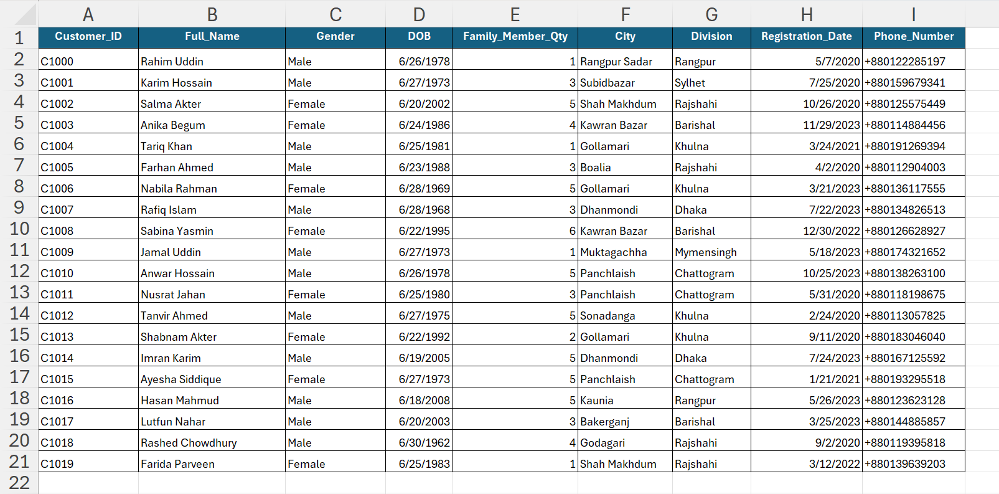 A B C D E F G H I
1 Customer_ID Full_Name Gender DOB Family_Member_Qty City Division Registration_Date Phone_Number
2 C1000 Rahim Uddin Male 6/26/1978 1 Rangpur Sadar Rangpur 5/7/2020 +880122285197
3 C1001 Karim Hossain Male 6/27/1973 3 Subidbazar Sylhet 7/25/2020 +880159679341
4 C1002 Salma Akter Female 6/20/2002 5 Shah Makhdum Rajshahi 10/26/2020 +880125575449
5 C1003 Anika Begum Female 6/24/1986 4 Kawran Bazar Barishal 11/29/2023 +880114884456
6 C1004 Tariq Khan Male 6/25/1981 1 Gollamari Khulna 3/24/2021 +880191269394
7 C1005 Farhan Ahmed Male 6/23/1988 3 Boalia Rajshahi 4/2/2020 +880112904003
8 C1006 Nabila Rahman Female 6/28/1969 5 Gollamari Khulna 3/21/2023 +880136117555
9 C1007 Rafiq Islam Male 6/28/1968 3 Dhanmondi Dhaka 7/22/2023 +880134826513
10 C1008 Sabina Yasmin Female 6/22/1995 6 Kawran Bazar Barishal 12/30/2022 +880126628927
11 C1009 Jamal Uddin Male 6/27/1973 1 Muktagachha Mymensingh 5/18/2023 +880174321652
12 C1010 Anwar Hossain Male 6/26/1978 5 Panchlaish Chattogram 10/25/2023 +880138263100
13 C1011 Nusrat Jahan Female 6/25/1980 3 Panchlaish Chattogram 5/31/2020 +880118198675
14 C1012 Tanvir Ahmed Male 6/27/1975 5 Sonadanga Khulna 2/24/2020 +880113057825
15 C1013 Shabnam Akter Female 6/22/1992 2 Gollamari Khulna 9/11/2020 +880183046040
16 C1014 Imran Karim Male 6/19/2005 5 Dhanmondi Dhaka 7/24/2023 +880167125592
17 C1015 Ayesha Siddique Female 6/27/1973 5 Panchlaish Chattogram 1/21/2021 +880193295518
18 C1016 Hasan Mahmud Male 6/18/2008 5 Kaunia Rangpur 5/26/2023 +880123623128
19 C1017 Lutfun Nahar Male 6/20/2003 3 Bakerganj Barishal 3/25/2023 +880144885857
20 C1018 Rashed Chowdhury Male 6/30/1962 4 Godagari Rajshahi 9/2/2020 +880119395818
21 C1019 Farida Parveen Female 6/25/1983 1 Shah Makhdum Rajshahi 3/12/2022 +880139639203
22